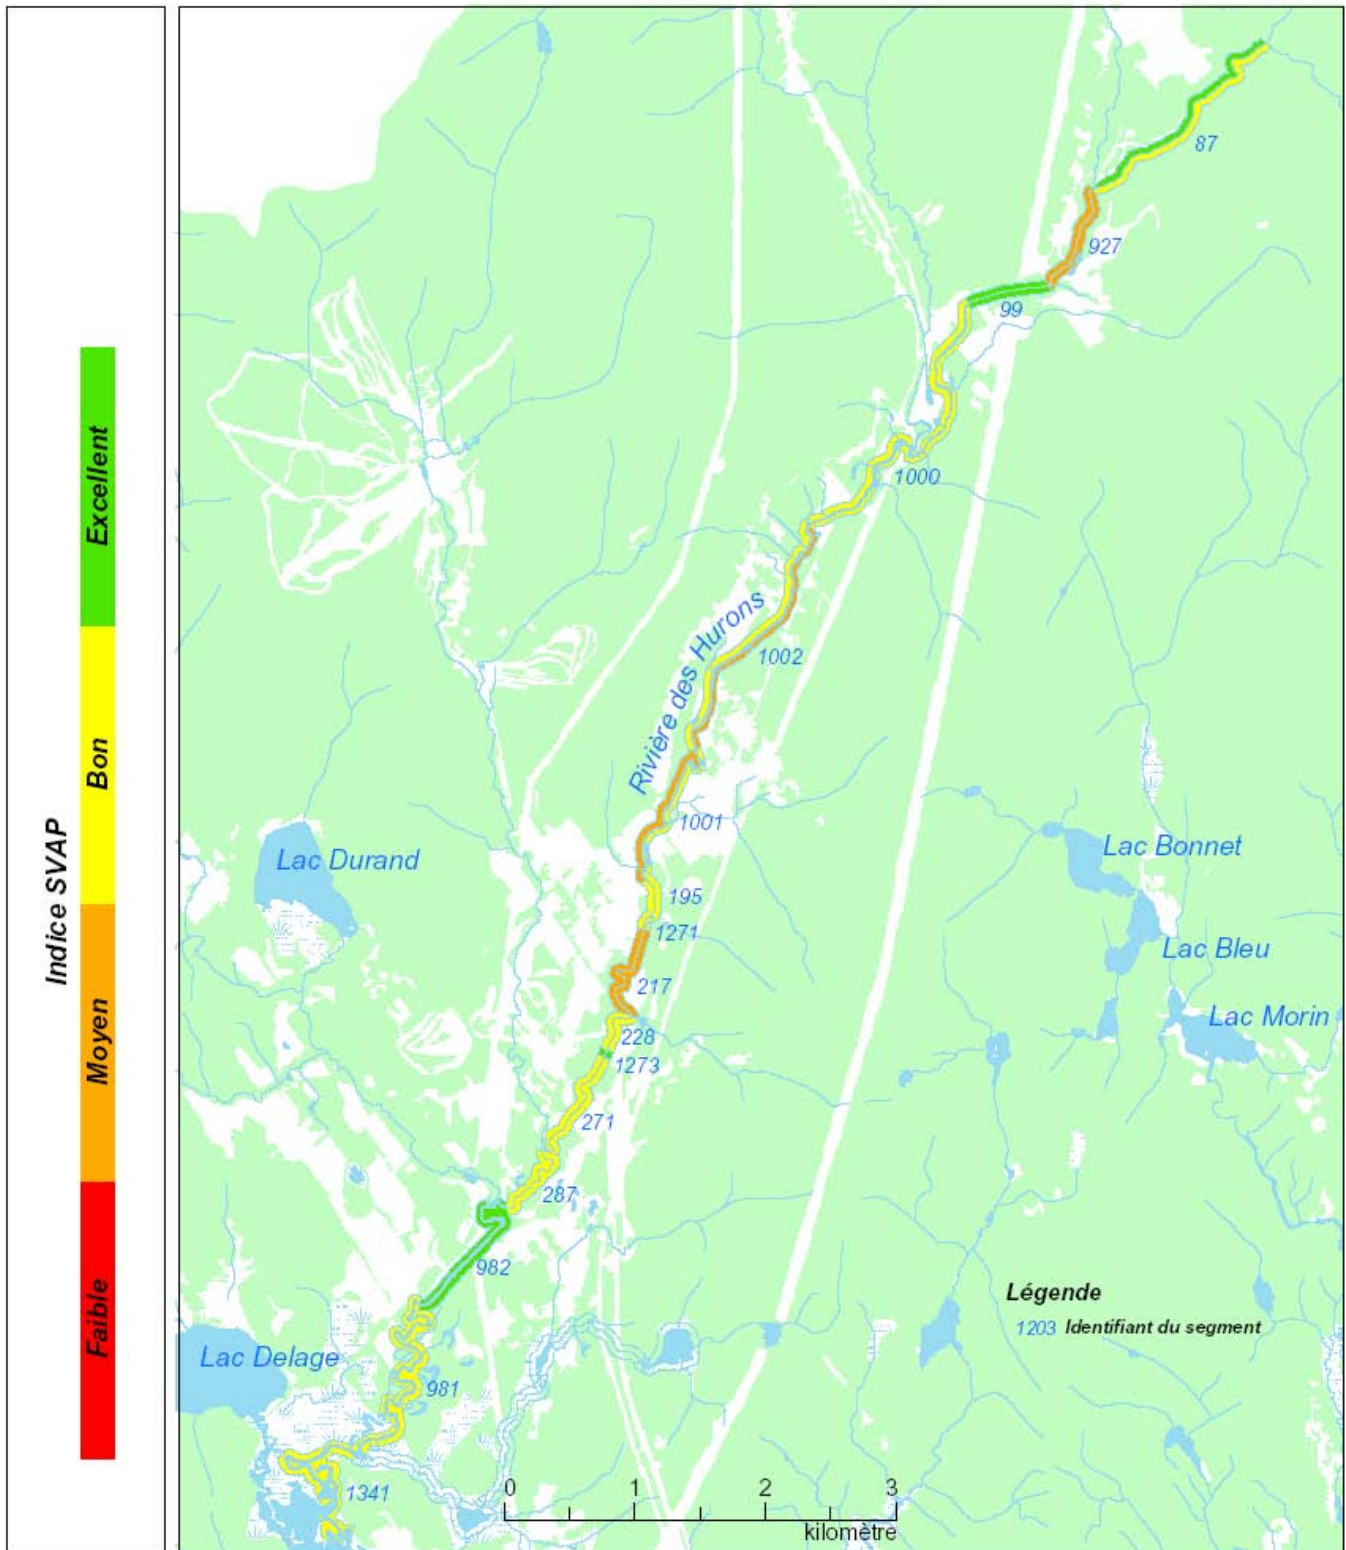 Indice SVAP
Excellent
Bon
Moyen
Faible
87
927
99
1000
Rivière des Hurons
1002
1001
195
1271
217
228
1273
271
287
982
981
1341
Lac Durand
Lac Bonnet
Lac Bleu
Lac Morin
Lac Delage
Légende
1203 Identifiant du segment
0 1 2 3
kilomètre